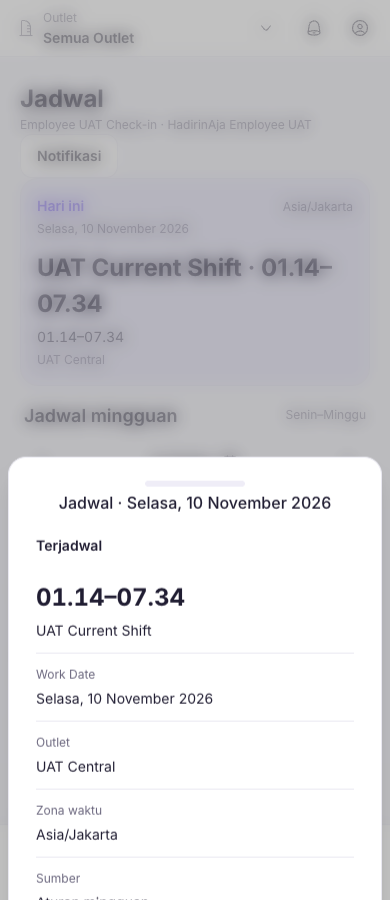 Outlet
Semua Outlet
Jadwal
Employee UAT Check-in · HadirinAja Employee UAT
Notifikasi
Hari ini
Asia/Jakarta
Selasa, 10 November 2026
UAT Current Shift · 01.14–
07.34
01.14–07.34
UAT Central
Jadwal mingguan
Senin–Minggu
Jadwal · Selasa, 10 November 2026
Terjadwal
01.14–07.34
UAT Current Shift
Work Date
Selasa, 10 November 2026
Outlet
UAT Central
Zona waktu
Asia/Jakarta
Sumber
Aturan mingguan